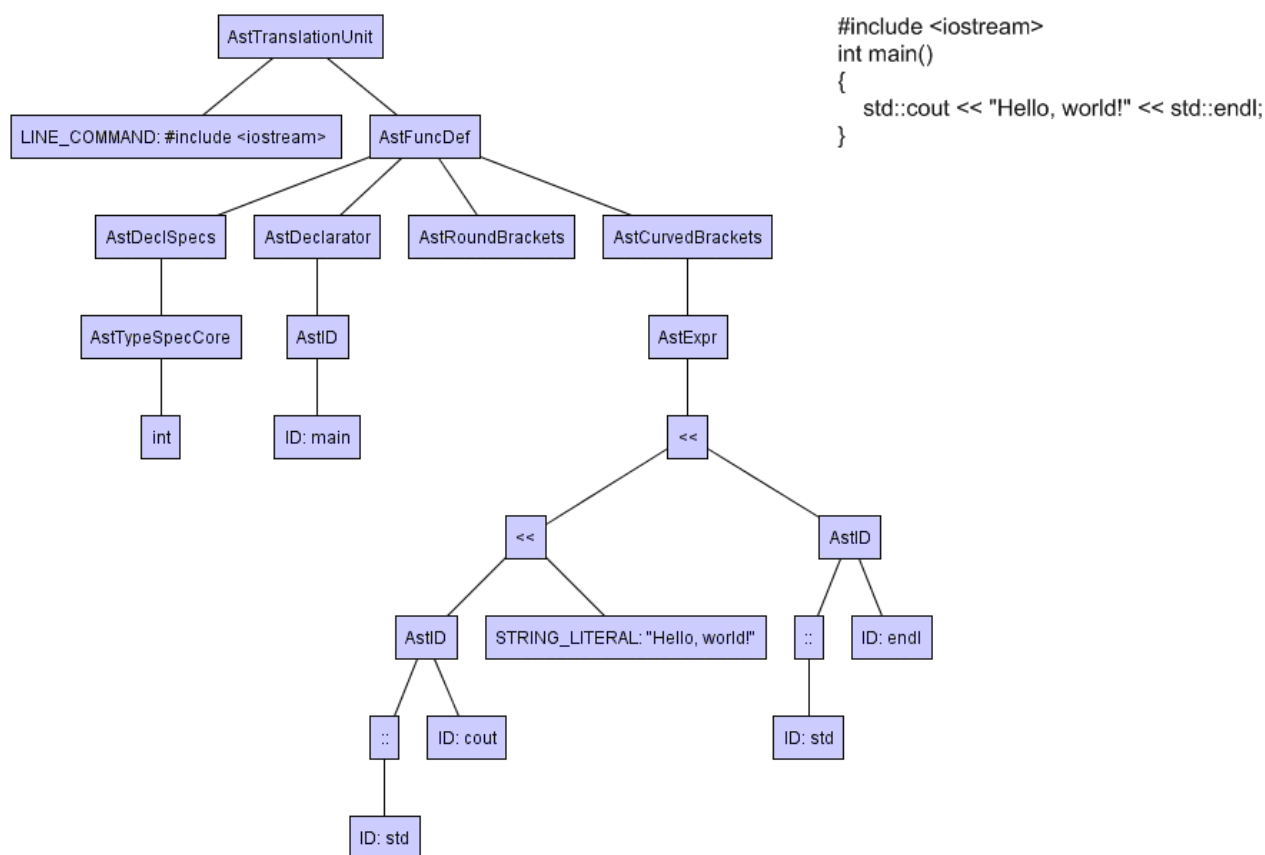 AstTranslationUnit
#include <iostream>
int main()
{
std::cout << "Hello, world!" << std::endl;
}
LINE_COMMAND: #include <iostream>
AstFuncDef
AstDeclSpecs
AstDeclarator
AstRoundBrackets
AstCurvedBrackets
AstTypeSpecCore
AstID
AstExpr
int
ID: main
<<
<<
AstID
AstID
STRING_LITERAL: "Hello, world!"
::
ID: endl
::
ID: cout
ID: std
ID: std